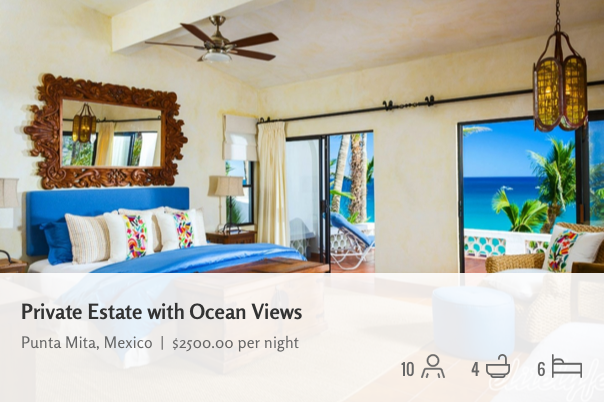 Private Estate with Ocean Views
Punta Mita, Mexico | $2500.00 per night
10 4 6